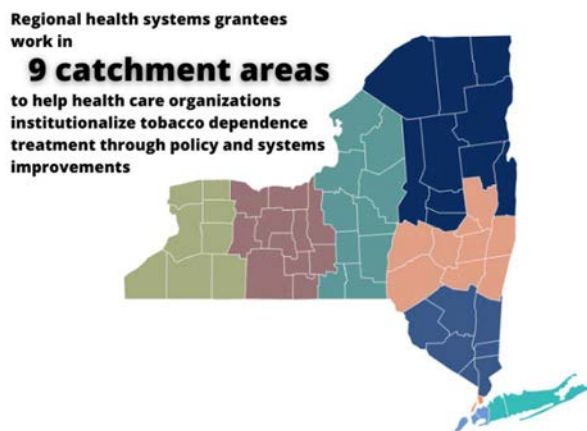 Regional health systems grantees
work in
9 catchment areas
to help health care organizations
institutionalize tobacco dependence
treatment through policy and systems
improvements